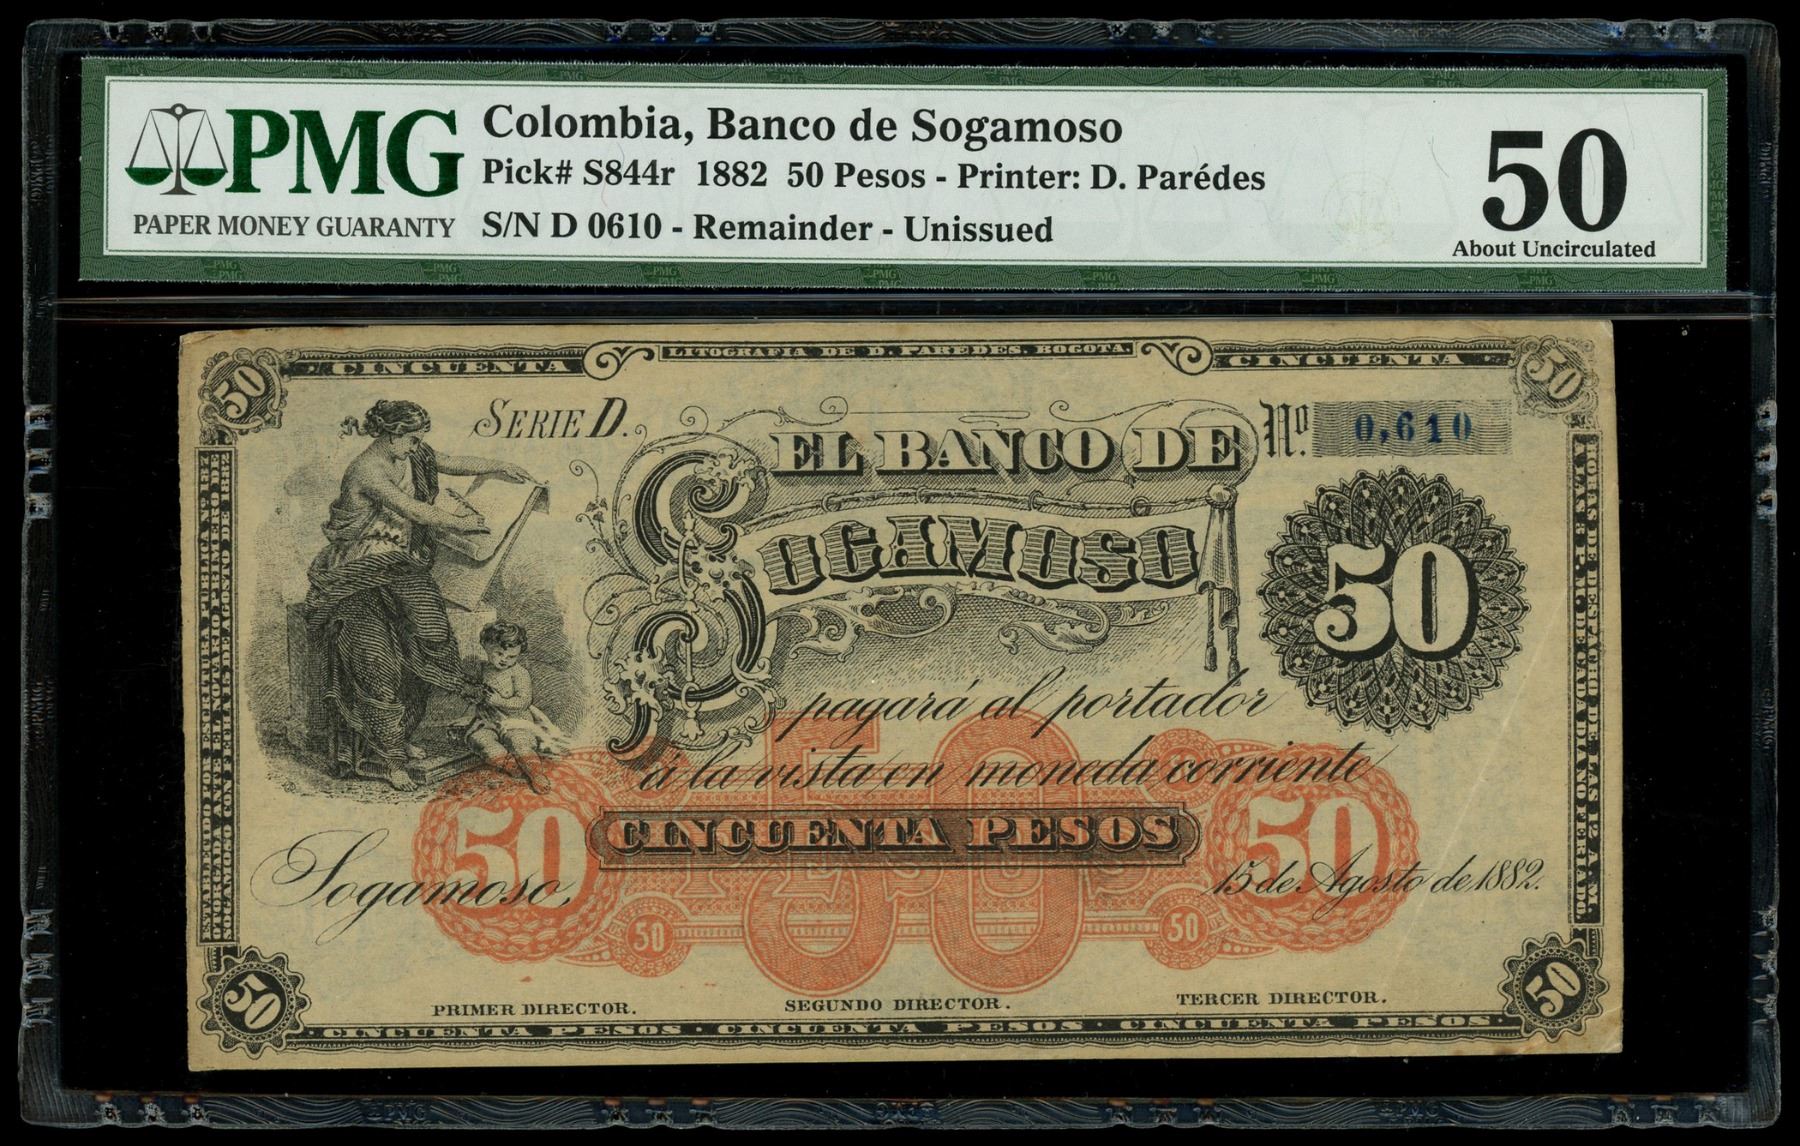 PMG
PAPER MONEY GUARANTY
Colombia, Banco de Sogamoso
Pick# S844r 1882 50 Pesos - Printer: D. Parédes
S/N D 0610 - Remainder - Unissued
50
About Uncirculated
50
CINCUENTA
LITOGRAFIA DE D. PAREDES. BOGOTA.
CINCUENTA
50
SERIE D.
EL BANCO DE
Nº. 0,610
SOGAMOSO
50
pagará al portador
á la vista en moneda corriente
50
50
50
CINCUENTA PESOS
Sogamoso,
15 de Agosto de 1882.
50
50
PRIMER DIRECTOR.
SEGUNDO DIRECTOR.
TERCER DIRECTOR.
50
CINCUENTA PESOS · CINCUENTA PESOS · CINCUENTA PESOS
50